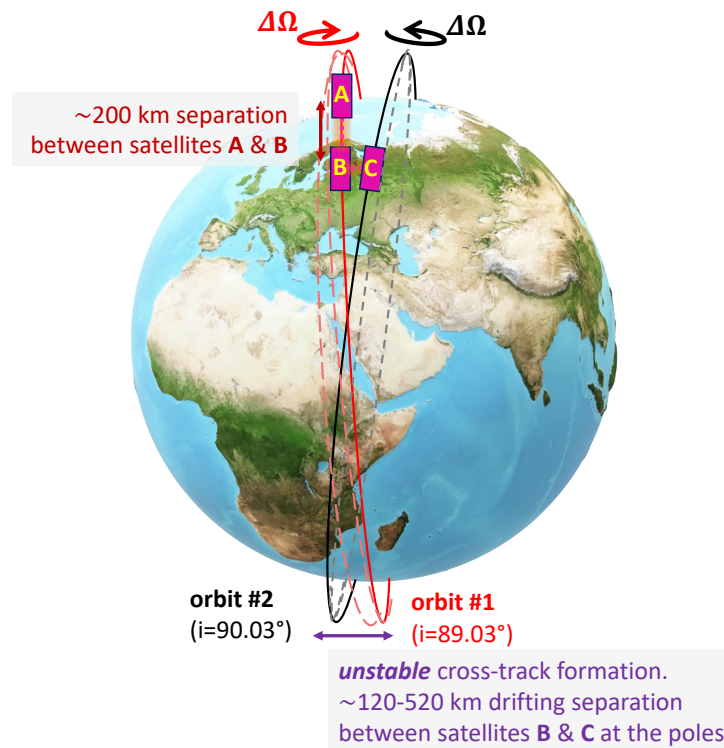 ΔΩ
ΔΩ
~200 km separation
between satellites A & B
A
B
C
orbit #2
(i=90.03°)
orbit #1
(i=89.03°)
unstable cross-track formation.
~120-520 km drifting separation
between satellites B & C at the poles